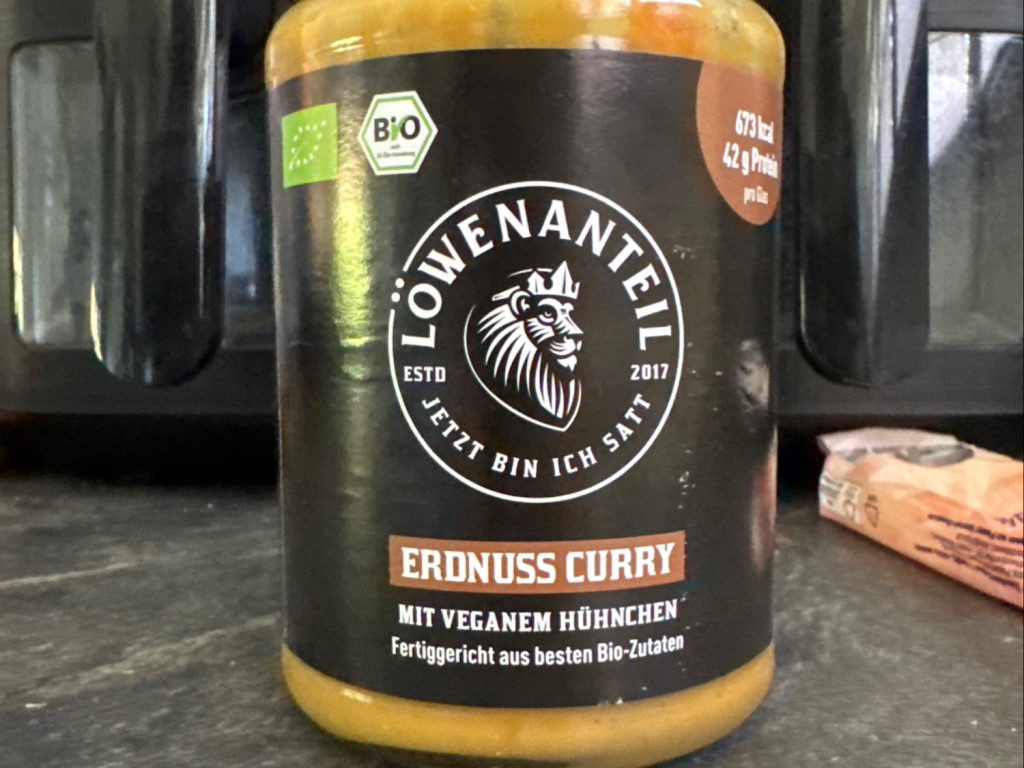 BiO
nach
673 kcal
42 g Protein
pro Glas
LÖWENANTEIL
ESTD 2017
JETZT BIN ICH SATT
ERDNUSS CURRY
MIT VEGANEM HÜHNCHEN
Fertiggericht aus besten Bio-Zutaten